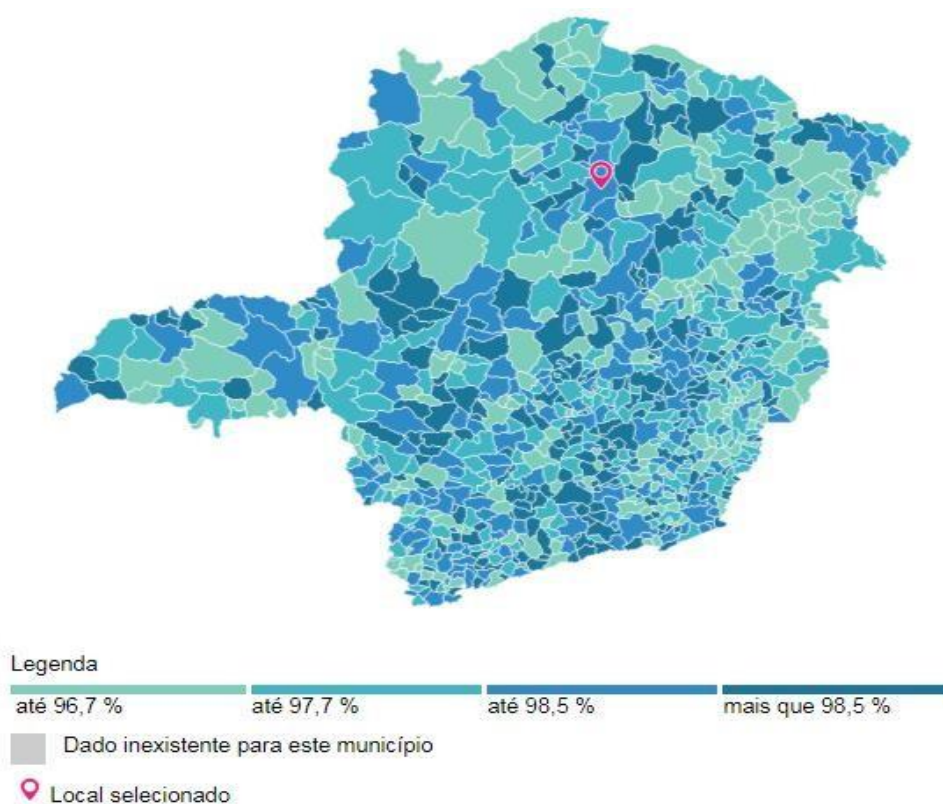 Legenda
até 96,7 %
até 97,7 %
até 98,5 %
mais que 98,5 %
Dado inexistente para este município
Local selecionado